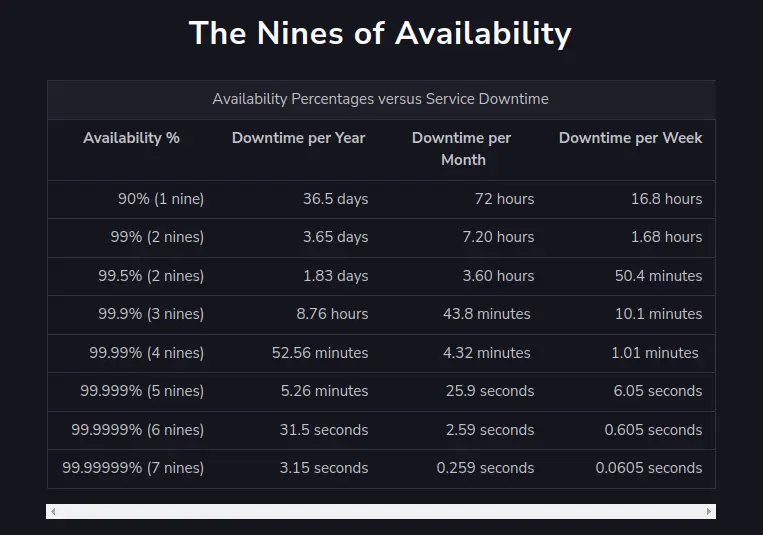 The Nines of Availability
Availability Percentages versus Service Downtime
Availability % Downtime per Year Downtime per Month Downtime per Week
90% (1 nine) 36.5 days 72 hours 16.8 hours
99% (2 nines) 3.65 days 7.20 hours 1.68 hours
99.5% (2 nines) 1.83 days 3.60 hours 50.4 minutes
99.9% (3 nines) 8.76 hours 43.8 minutes 10.1 minutes
99.99% (4 nines) 52.56 minutes 4.32 minutes 1.01 minutes
99.999% (5 nines) 5.26 minutes 25.9 seconds 6.05 seconds
99.9999% (6 nines) 31.5 seconds 2.59 seconds 0.605 seconds
99.99999% (7 nines) 3.15 seconds 0.259 seconds 0.0605 seconds